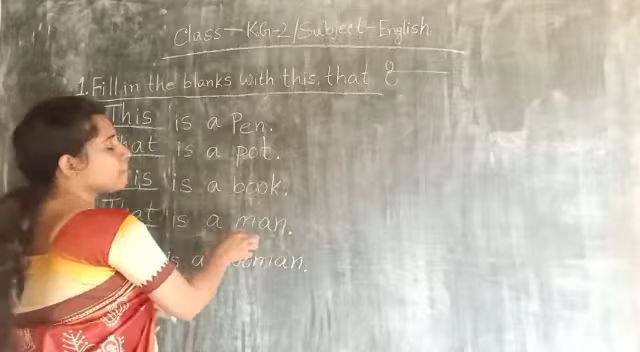 Class-KG-2/Subject-English.
1. Fill in the blanks with this, that
This is a Pen.
hat is a pot.
is is a book.
That is a man.
is a woman.